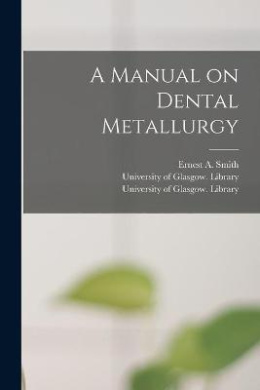 A Manual on
Dental
Metallurgy
Ernest A. Smith
University of Glasgow. Library
University of Glasgow. Library